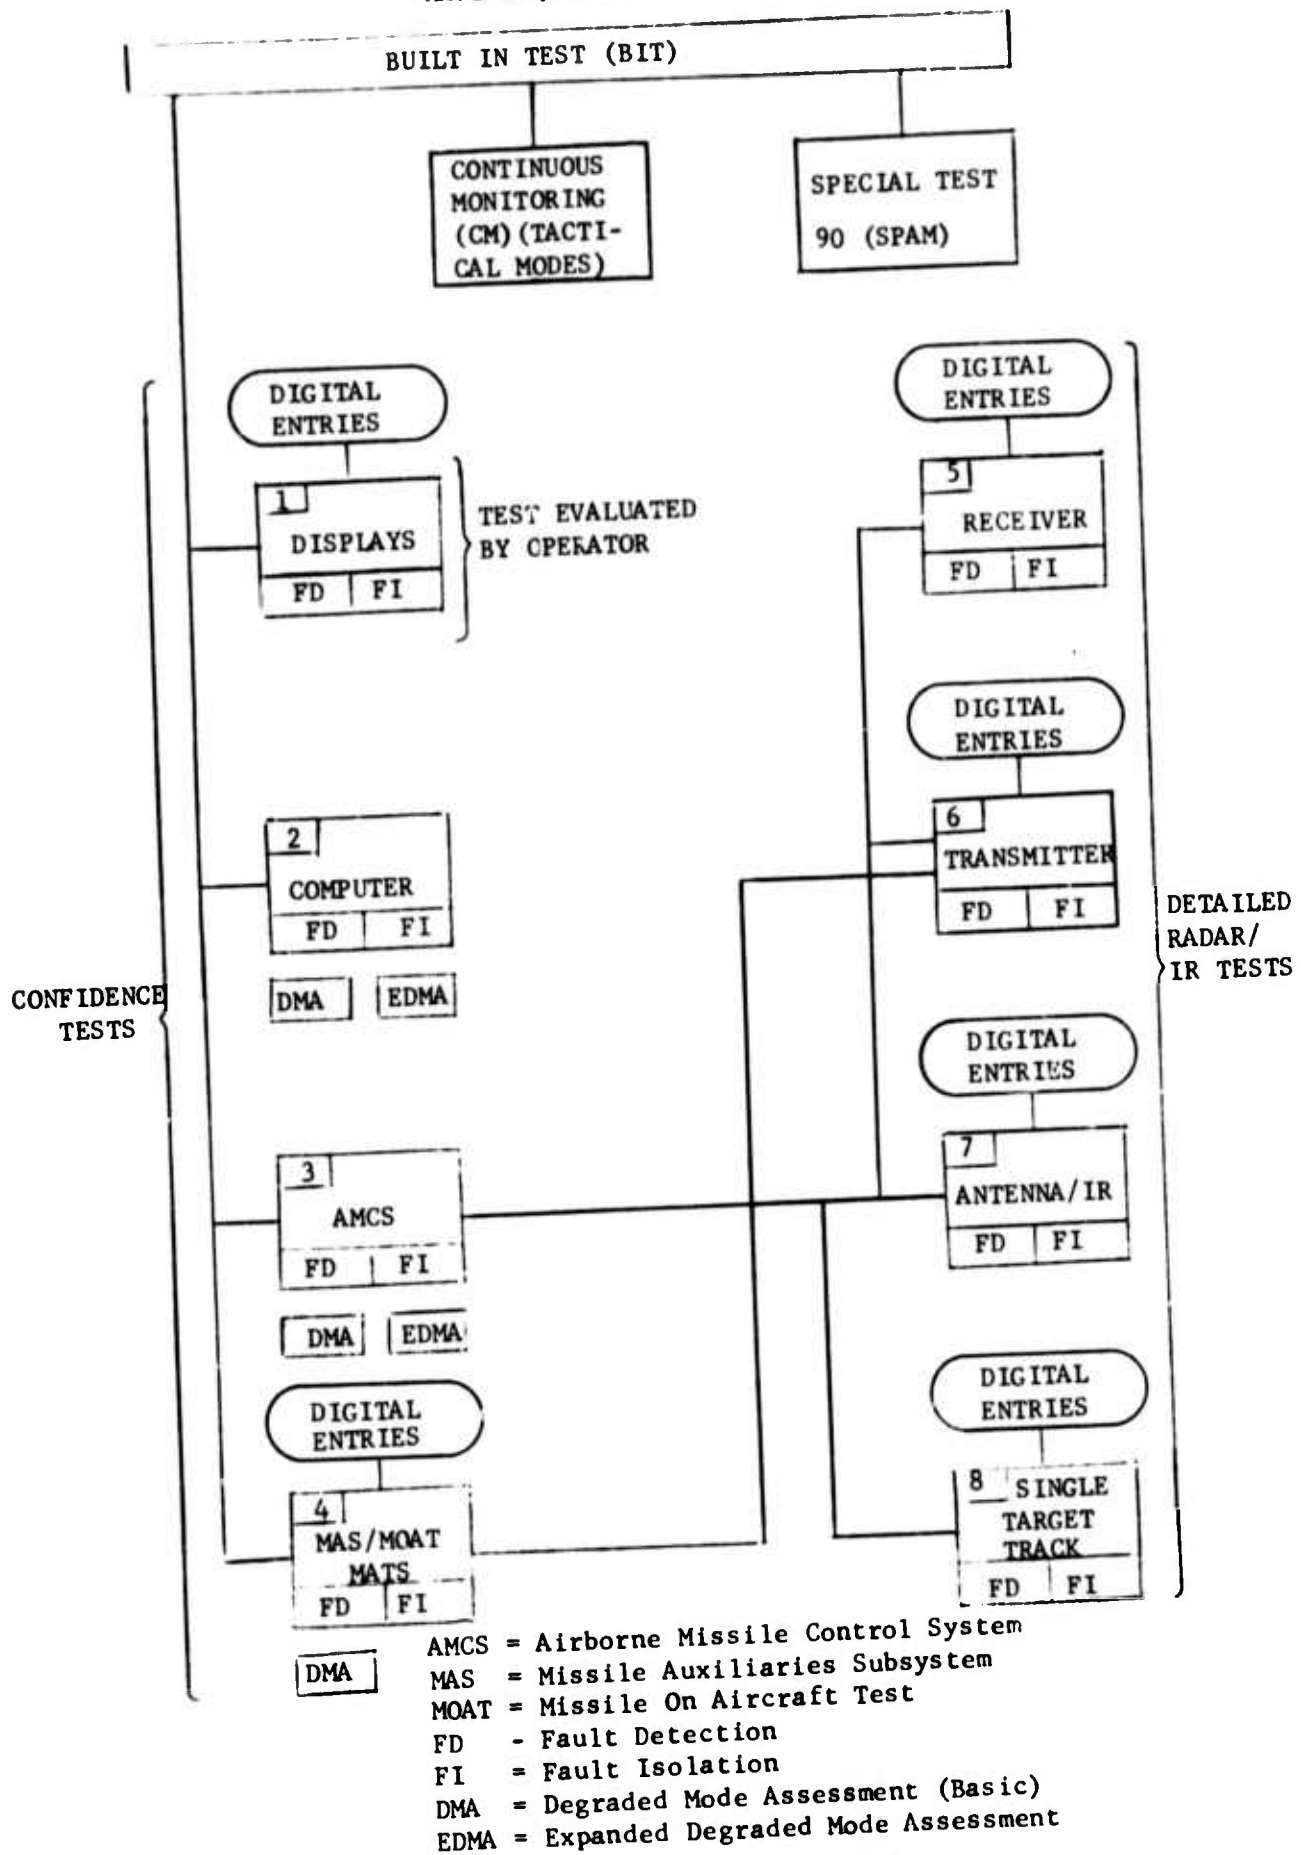 BUILT IN TEST (BIT)
CONTINUOUS
MONITORING
(CM) (TACTI-
CAL MODES)
SPECIAL TEST
90 (SPAM)
DIGITAL
ENTRIES
1
DISPLAYS
FD FI
TEST EVALUATED
BY OPERATOR
2
COMPUTER
FD FI
DMA EDMA
CONFIDENCE
TESTS
3
AMCS
FD FI
DMA EDMA
DIGITAL
ENTRIES
4
MAS/MOAT
MATS
FD FI
DMA
DIGITAL
ENTRIES
5
RECEIVER
FD FI
DIGITAL
ENTRIES
6
TRANSMITTER
FD FI
DETAILED
RADAR/
IR TESTS
DIGITAL
ENTRIES
7
ANTENNA/IR
FD FI
DIGITAL
ENTRIES
8 SINGLE
TARGET
TRACK
FD FI
AMCS = Airborne Missile Control System
MAS = Missile Auxiliaries Subsystem
MOAT = Missile On Aircraft Test
FD - Fault Detection
FI = Fault Isolation
DMA = Degraded Mode Assessment (Basic)
EDMA = Expanded Degraded Mode Assessment